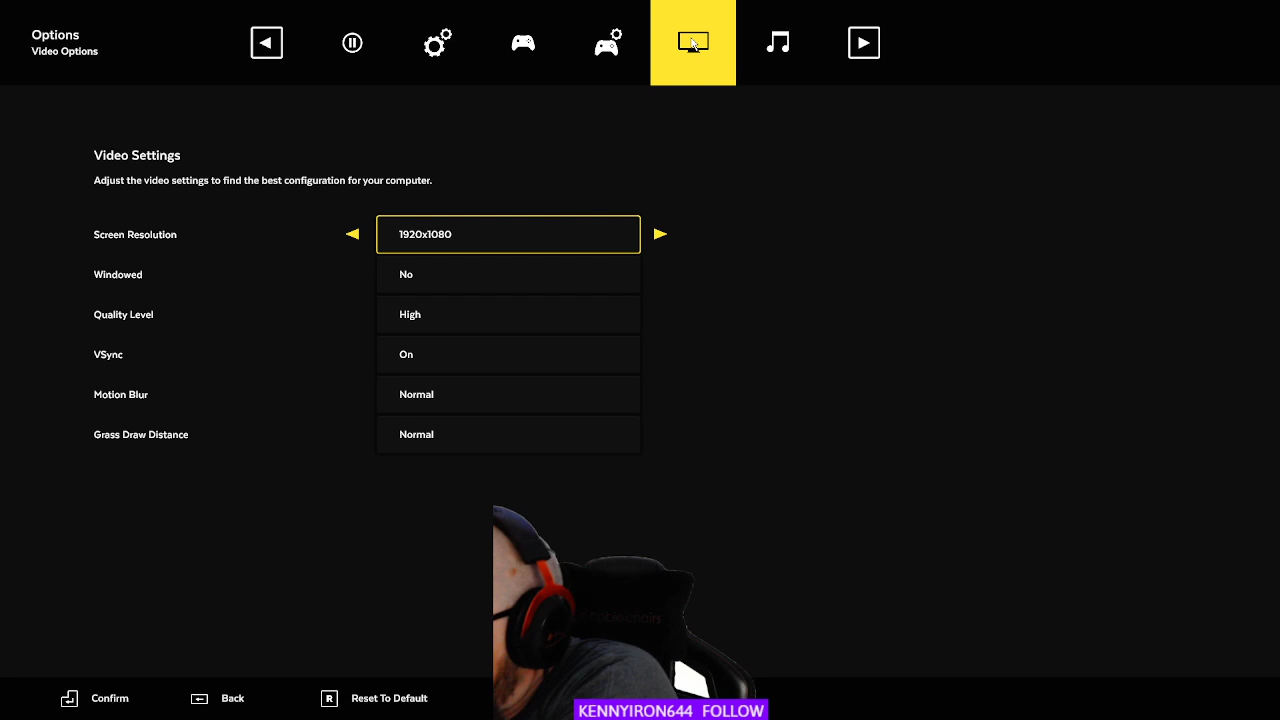 Options
Video Options
Video Settings
Adjust the video settings to find the best configuration for your computer.
Screen Resolution 1920x1080
Windowed No
Quality Level High
VSync On
Motion Blur Normal
Grass Draw Distance Normal
Confirm Back R Reset To Default
KENNYIRON644 FOLLOW